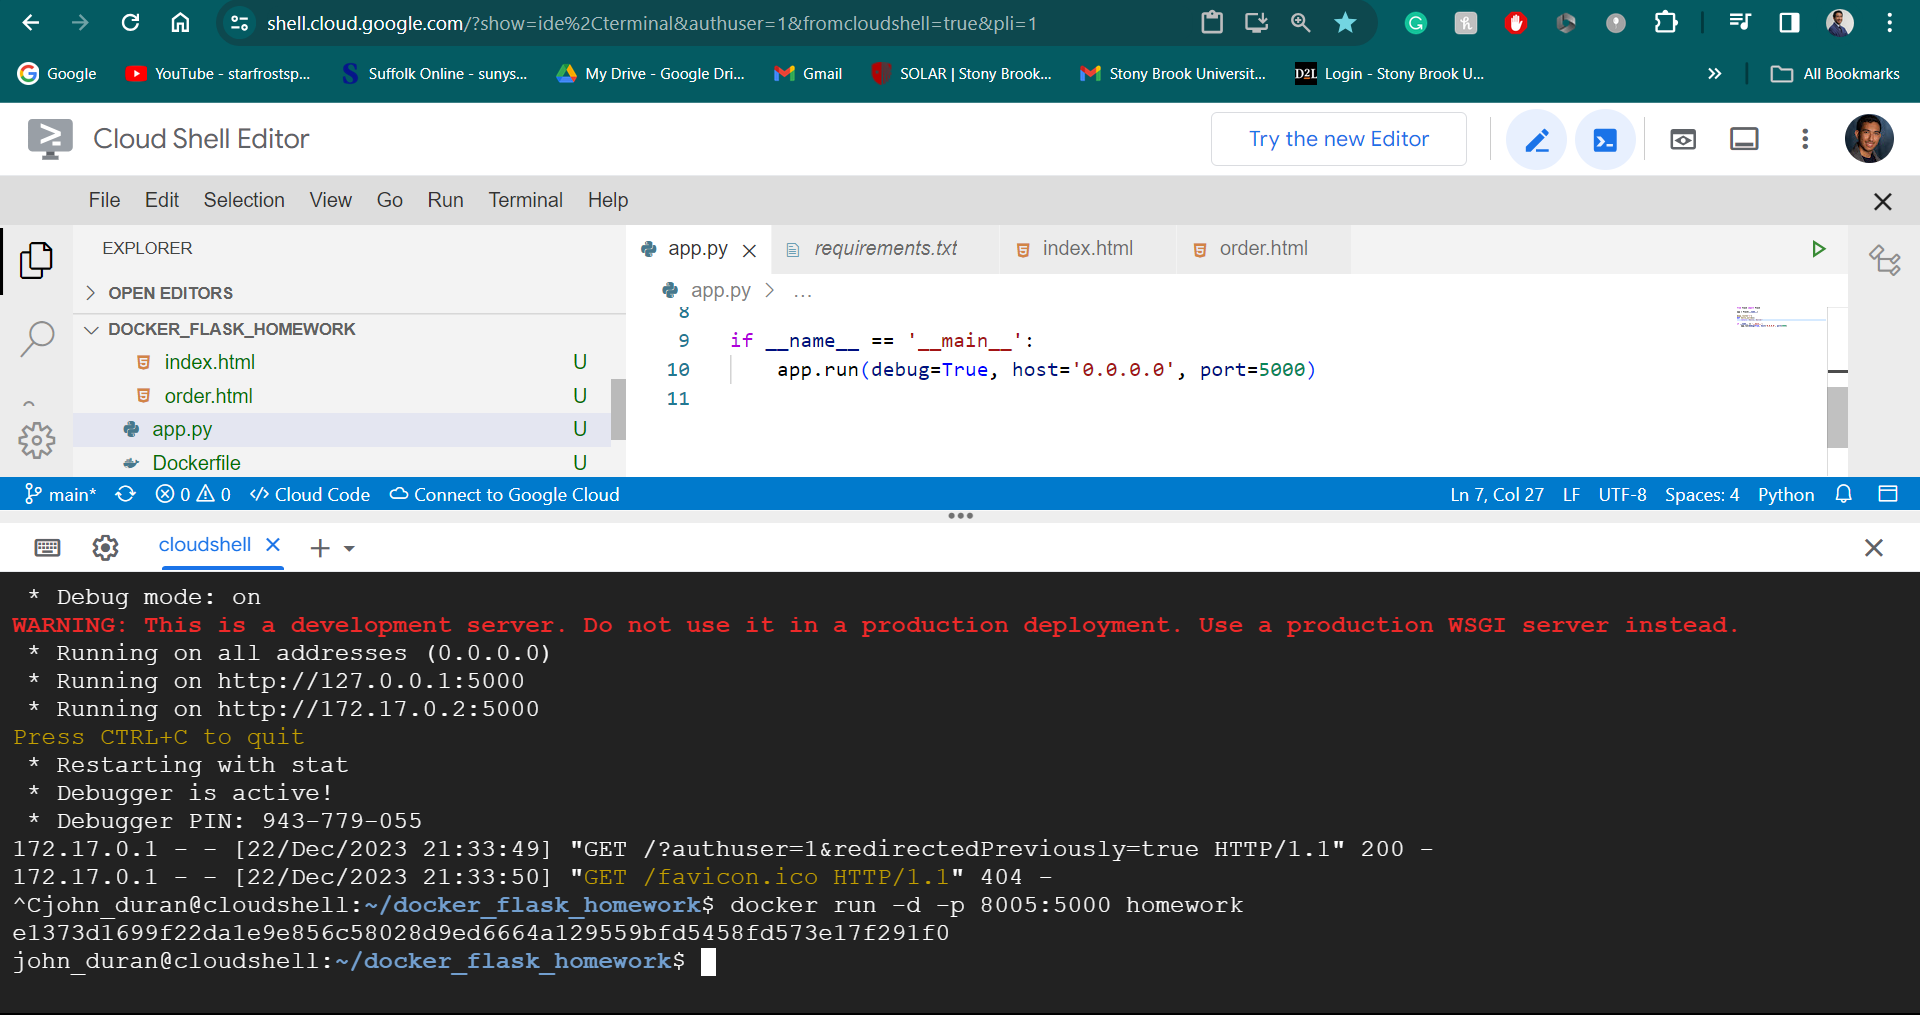 shell.cloud.google.com/?show=ide%2Cterminal&authuser=1&fromcloudshell=true&pli=1
Google YouTube - starfrostsp... Suffolk Online - sunys... My Drive - Google Dri... Gmail SOLAR | Stony Brook... Stony Brook Universit... D2L Login - Stony Brook U... » All Bookmarks
Cloud Shell Editor Try the new Editor
File Edit Selection View Go Run Terminal Help
EXPLORER app.py requirements.txt index.html order.html
OPEN EDITORS app.py > ...
DOCKER_FLASK_HOMEWORK 8
9 if __name__ == '__main__':
index.html U
10 app.run(debug=True, host='0.0.0.0', port=5000)
order.html U 11
app.py U
Dockerfile U
main* 0 0 </> Cloud Code Connect to Google Cloud Ln 7, Col 27 LF UTF-8 Spaces: 4 Python
cloudshell
* Debug mode: on
WARNING: This is a development server. Do not use it in a production deployment. Use a production WSGI server instead.
* Running on all addresses (0.0.0.0)
* Running on http://127.0.0.1:5000
* Running on http://172.17.0.2:5000
Press CTRL+C to quit
* Restarting with stat
* Debugger is active!
* Debugger PIN: 943-779-055
172.17.0.1 - - [22/Dec/2023 21:33:49] "GET /?authuser=1&redirectedPreviously=true HTTP/1.1" 200 -
172.17.0.1 - - [22/Dec/2023 21:33:50] "GET /favicon.ico HTTP/1.1" 404 -
^Cjohn_duran@cloudshell:~/docker_flask_homework$ docker run -d -p 8005:5000 homework
e1373d1699f22da1e9e856c58028d9ed6664a129559bfd5458fd573e17f291f0
john_duran@cloudshell:~/docker_flask_homework$